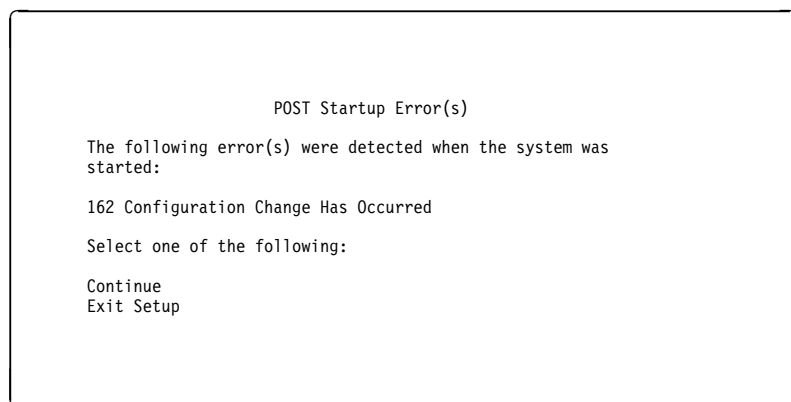 POST Startup Error(s)
The following error(s) were detected when the system was
started:
162 Configuration Change Has Occurred
Select one of the following:
Continue
Exit Setup